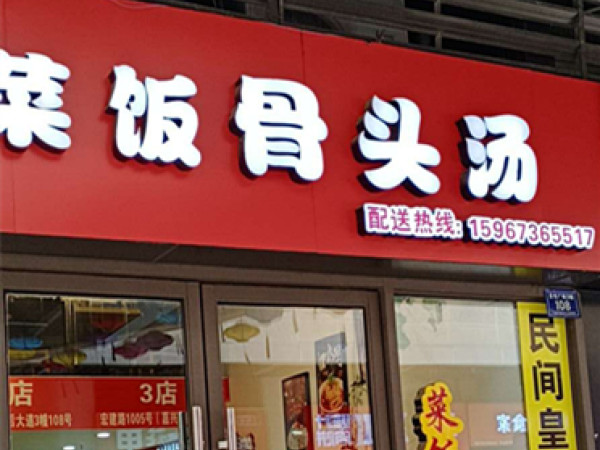 菜饭骨头汤
配送热线: 15967365517
108
民间皇
菜
店
3店
大道3幢108号
宏建路1005号